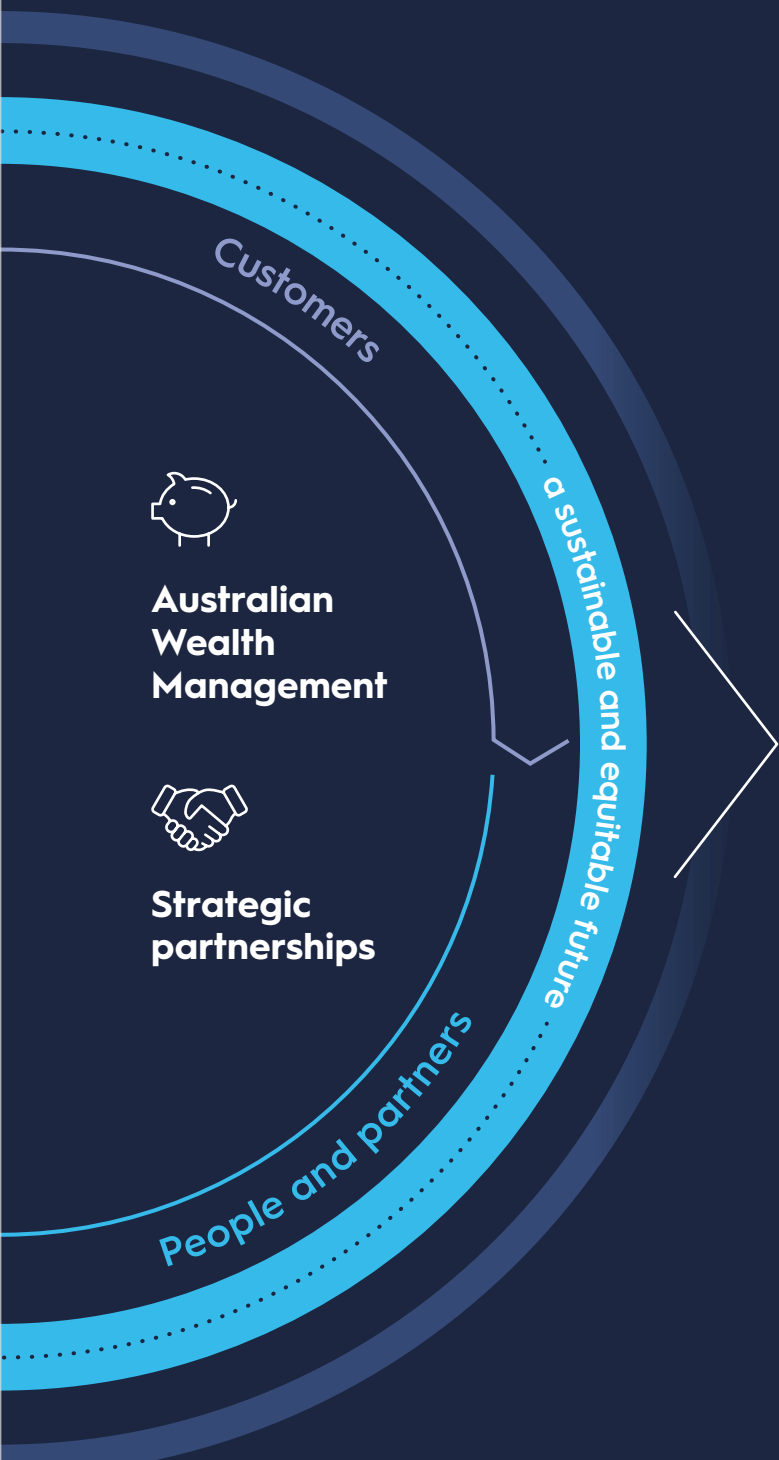 Customers
a sustainable and equitable future
Australian
Wealth
Management
Strategic
partnerships
People and partners